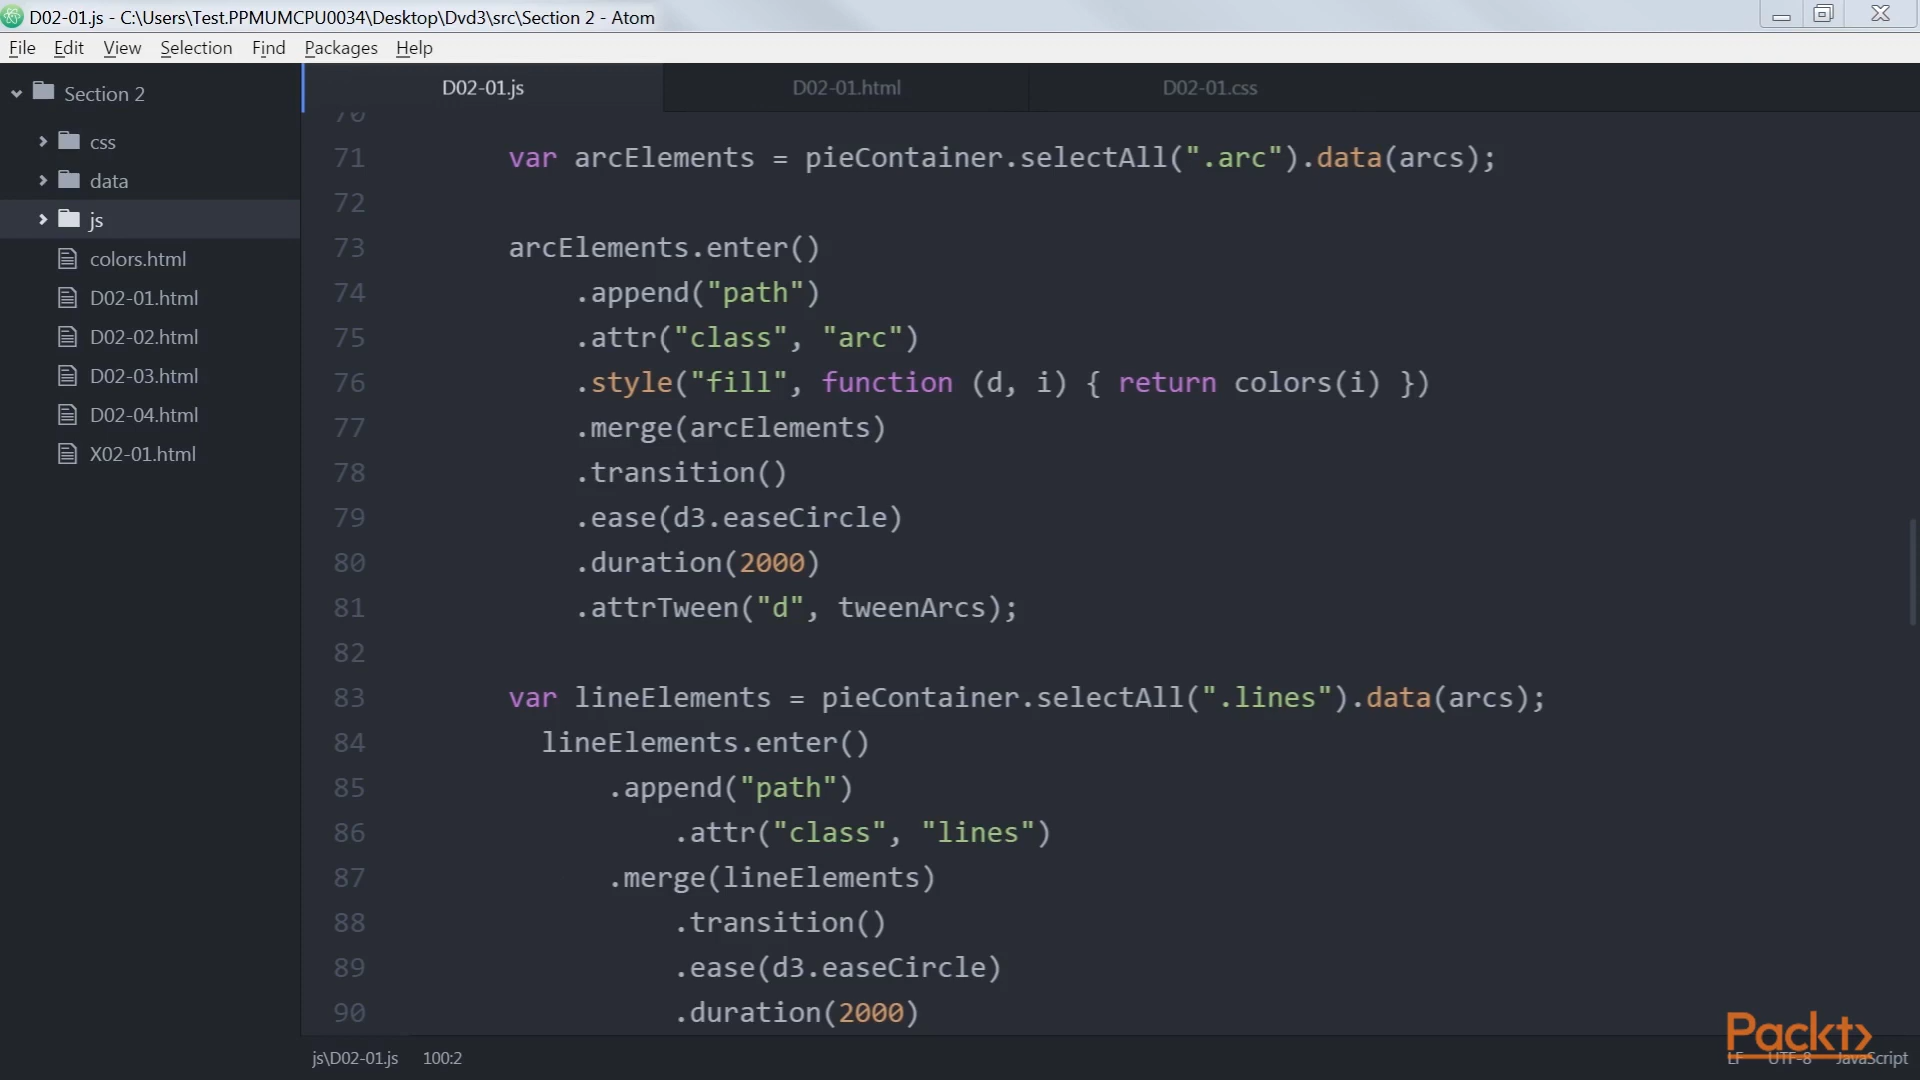 D02-01.js - C:\Users\Test.PPMUMCPU0034\Desktop\Dvd3\src\Section 2 - Atom
File Edit View Selection Find Packages Help
Section 2
css
data
js
colors.html
D02-01.html
D02-02.html
D02-03.html
D02-04.html
X02-01.html
D02-01.js D02-01.html D02-01.css
70
71 var arcElements = pieContainer.selectAll(".arc").data(arcs);
72
73 arcElements.enter()
74 .append("path")
75 .attr("class", "arc")
76 .style("fill", function (d, i) { return colors(i) })
77 .merge(arcElements)
78 .transition()
79 .ease(d3.easeCircle)
80 .duration(2000)
81 .attrTween("d", tweenArcs);
82
83 var lineElements = pieContainer.selectAll(".lines").data(arcs);
84 lineElements.enter()
85 .append("path")
86 .attr("class", "lines")
87 .merge(lineElements)
88 .transition()
89 .ease(d3.easeCircle)
90 .duration(2000)
js\D02-01.js 100:2
Packt>
LF UTF-8 JavaScript